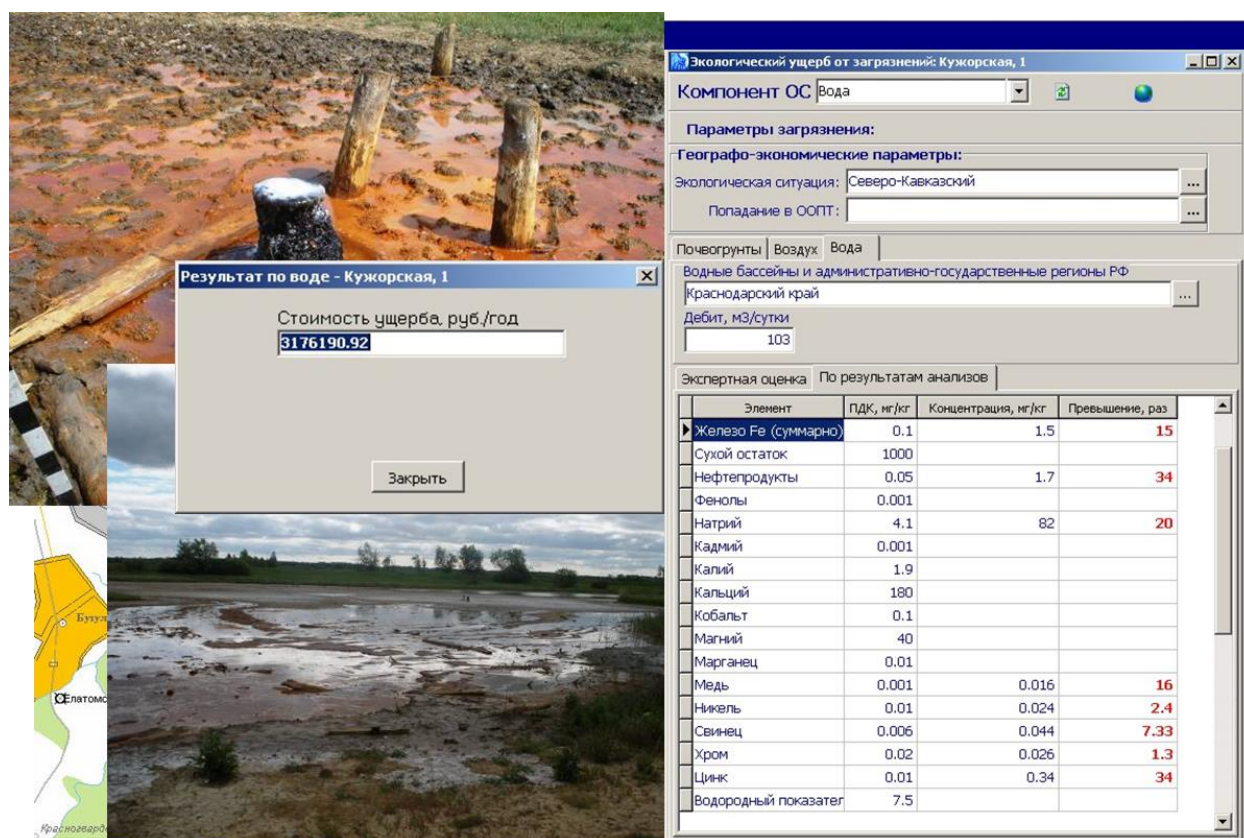 Экологический ущерб от загрязнений: Кужорская, 1
Компонент ОС Вода
Параметры загрязнения:
Географо-экономические параметры:
Экологическая ситуация: Северо-Кавказский ...
Попадание в ООПТ: ...
Почвогрунты Воздух Вода
Водные бассейны и административно-государственные регионы РФ
Краснодарский край ...
Дебит, м3/сутки
103
Экспертная оценка По результатам анализов
Элемент ПДК, мг/кг Концентрация, мг/кг Превышение, раз
Железо Fe (суммарно) 0.1 1.5 15
Сухой остаток 1000
Нефтепродукты 0.05 1.7 34
Фенолы 0.001
Натрий 4.1 82 20
Кадмий 0.001
Калий 1.9
Кальций 180
Кобальт 0.1
Магний 40
Марганец 0.01
Медь 0.001 0.016 16
Никель 0.01 0.024 2.4
Свинец 0.006 0.044 7.33
Хром 0.02 0.026 1.3
Цинк 0.01 0.34 34
Водородный показател 7.5
Результат по воде - Кужорская, 1
Стоимость ущерба, руб./год
3176190.92
Закрыть
Бугул
Елатомс
Красногвард